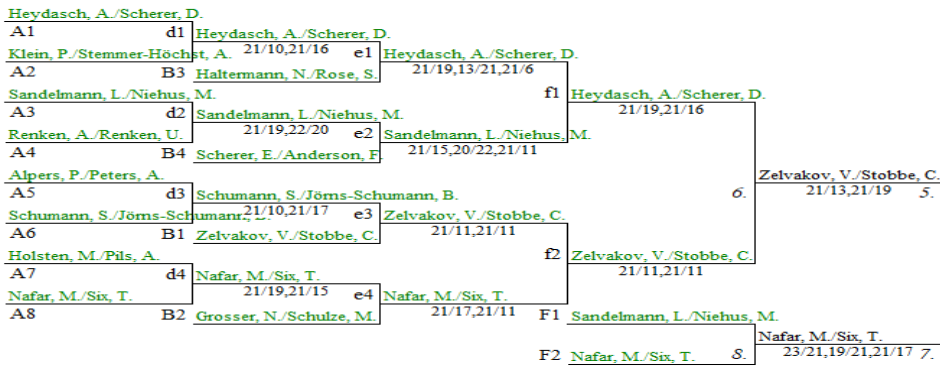 Heydasch, A./Scherer, D.
A1 d1 Heydasch, A./Scherer, D.
Klein, P./Stemmer-Höchst, A. 21/10,21/16 e1 Heydasch, A./Scherer, D.
A2 B3 Haltermann, N./Rose, S. 21/19,13/21,21/6
Sandelmann, L./Niehus, M. f1 Heydasch, A./Scherer, D.
A3 d2 Sandelmann, L./Niehus, M. 21/19,21/16
Renken, A./Renken, U. 21/19,22/20 e2 Sandelmann, L./Niehus, M.
A4 B4 Scherer, E./Anderson, F. 21/15,20/22,21/11
Alpers, P./Peters, A. Zelvakov, V./Stobbe, C.
A5 d3 Schumann, S./Jörns-Schumann, B. 6. 21/13,21/19 5.
Schumann, S./Jörns-Schumann, 21/10,21/17 e3 Zelvakov, V./Stobbe, C.
A6 B1 Zelvakov, V./Stobbe, C. 21/11,21/11
Holsten, M./Pils, A. f2 Zelvakov, V./Stobbe, C.
A7 d4 Nafar, M./Six, T. 21/11,21/11
Nafar, M./Six, T. 21/19,21/15 e4 Nafar, M./Six, T.
A8 B2 Grosser, N./Schulze, M. 21/17,21/11 F1 Sandelmann, L./Niehus, M.
Nafar, M./Six, T.
F2 Nafar, M./Six, T. 8. 23/21,19/21,21/17 7.